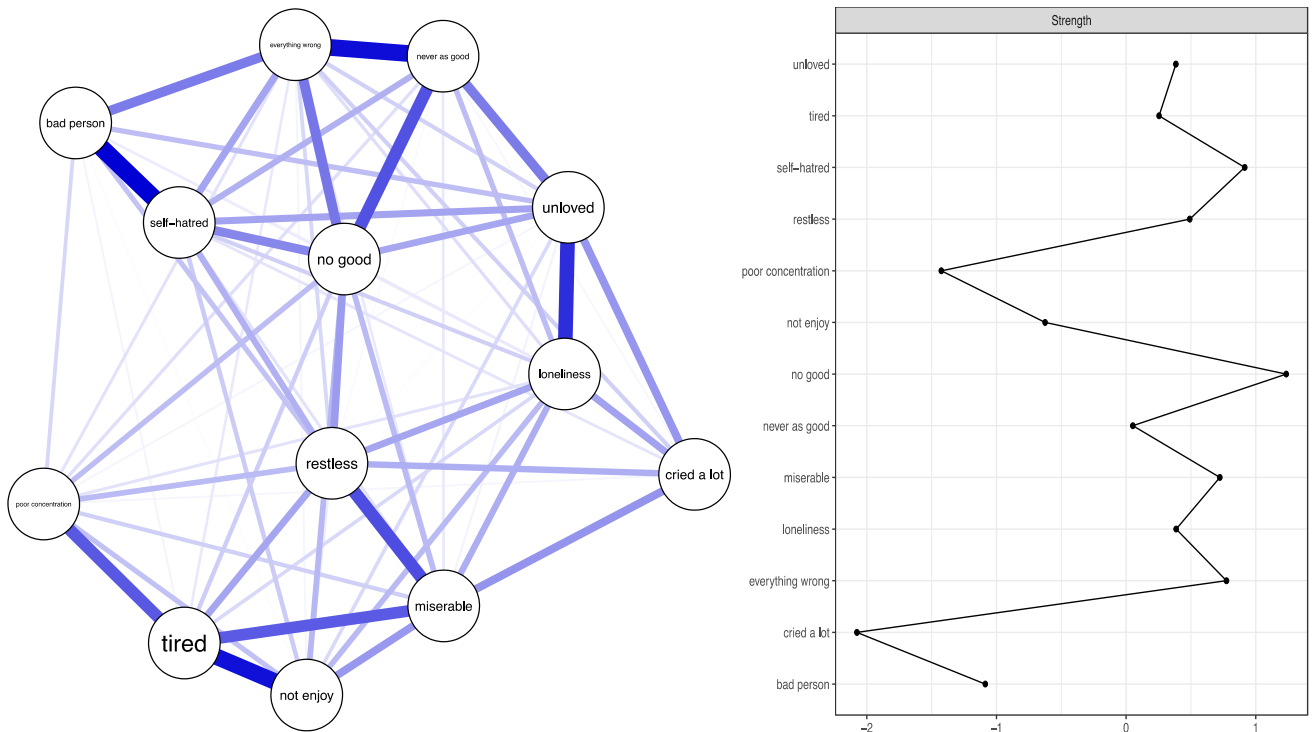 everything wrong
never as good
bad person
self−hatred
unloved
no good
loneliness
restless
cried a lot
poor concentration
miserable
tired
not enjoy
Strength
unloved
tired
self−hatred
restless
poor concentration
not enjoy
no good
never as good
miserable
loneliness
everything wrong
cried a lot
bad person
−2 −1 0 1